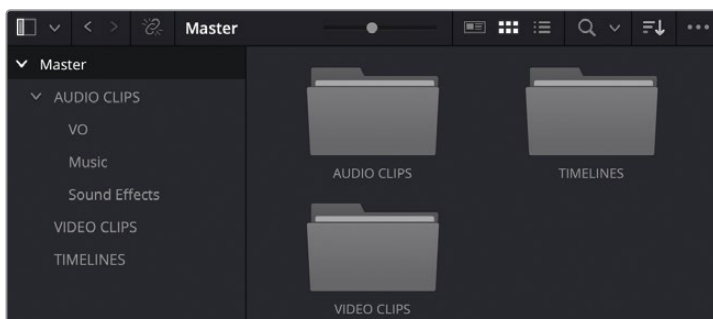 Master
Master
AUDIO CLIPS
VO
Music
Sound Effects
VIDEO CLIPS
TIMELINES
AUDIO CLIPS
TIMELINES
VIDEO CLIPS